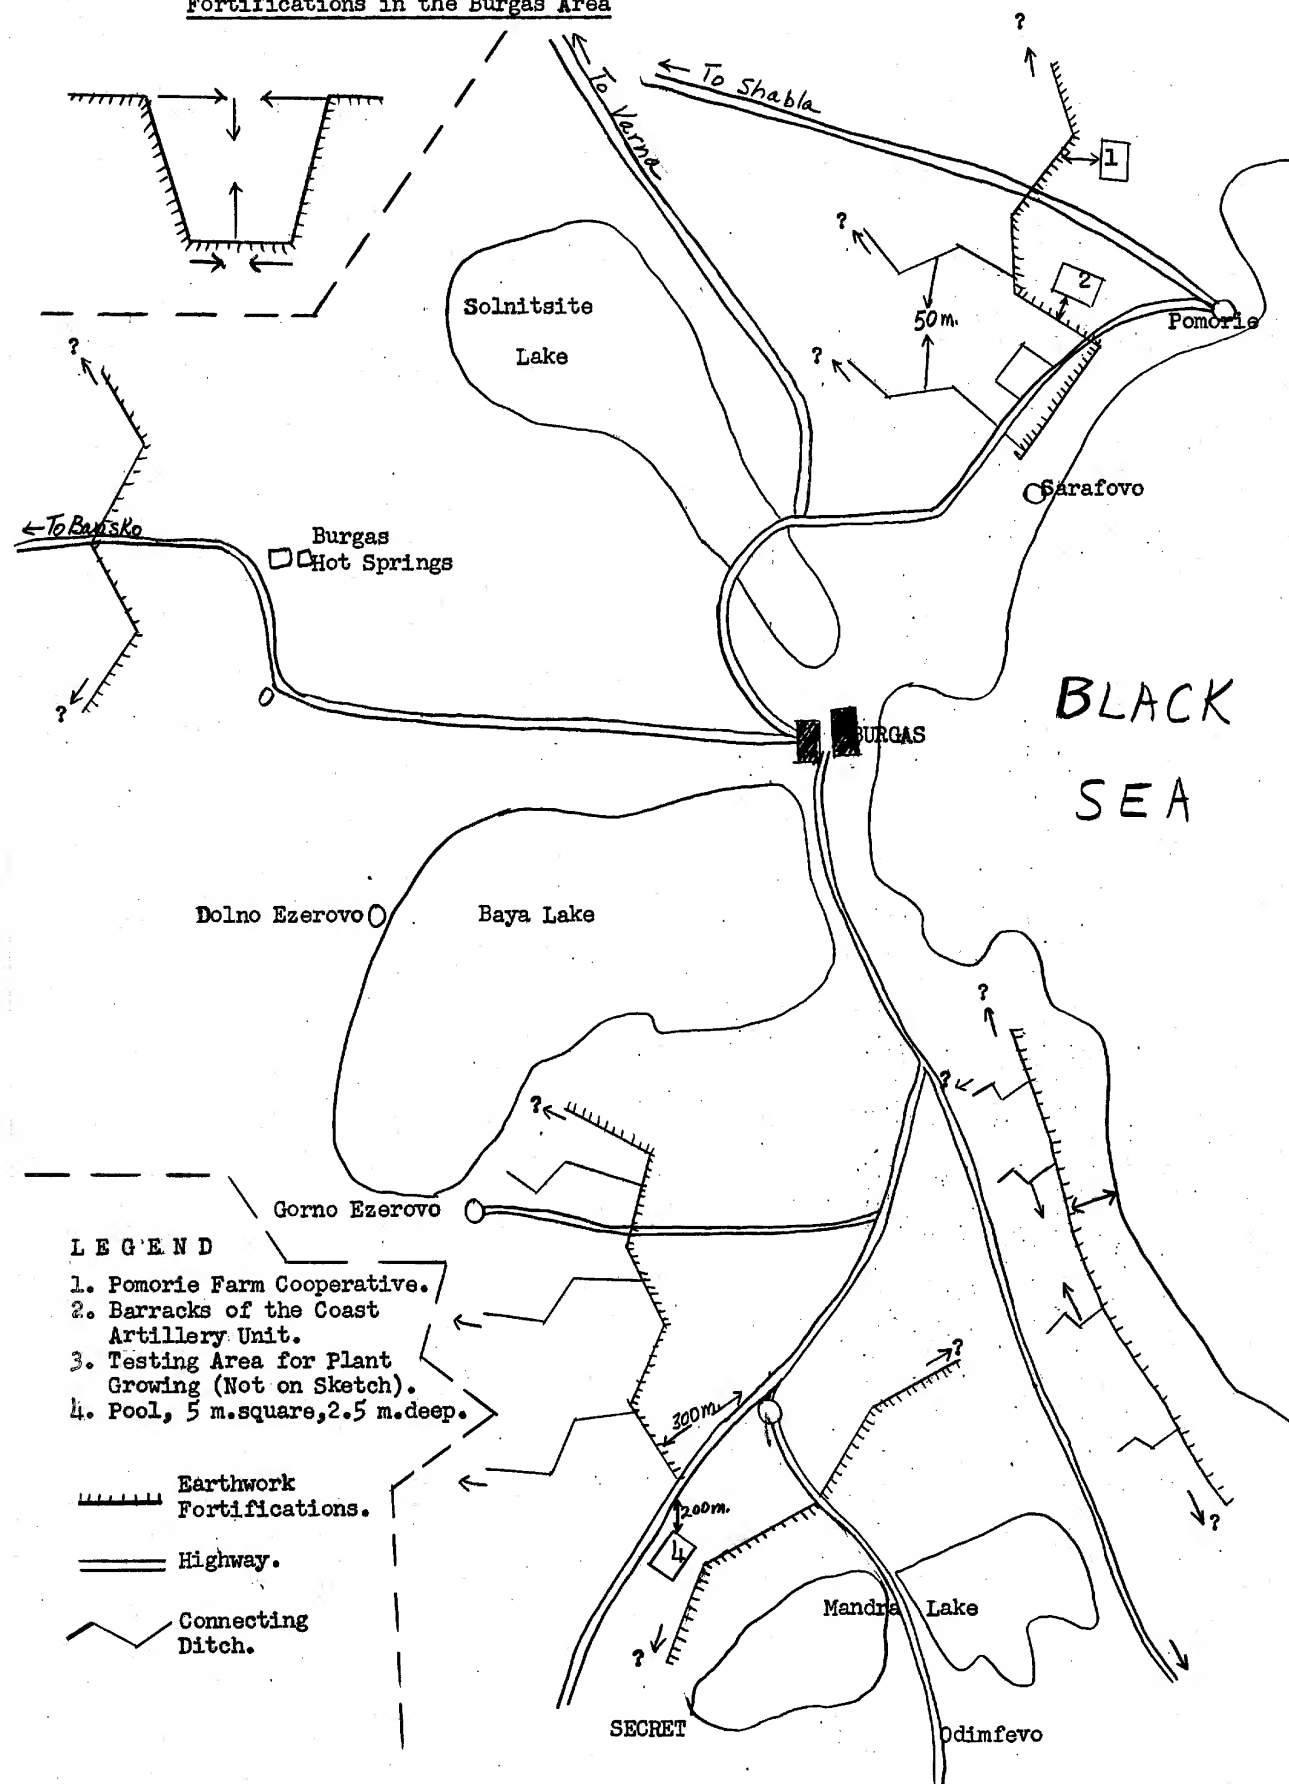 Fortifications in the Burgas Area
?
← To Shabla
To Varna
1
?
2
Solnitsite
Lake
50m.
Pomorie
?
?
Sarafovo
← To Bansko
Burgas
Hot Springs
?
BLACK
SEA
BURGAS
Dolno Ezerovo
Baya Lake
?
?
?
Gorno Ezerovo
LEGEND
1. Pomorie Farm Cooperative.
2. Barracks of the Coast
Artillery Unit.
3. Testing Area for Plant
Growing (Not on Sketch).
4. Pool, 5 m.square,2.5 m.deep.
?
300m.
Earthwork
Fortifications.
200m.
?
4
Highway.
Mandra Lake
Connecting
Ditch.
?
SECRET
Odimfevo